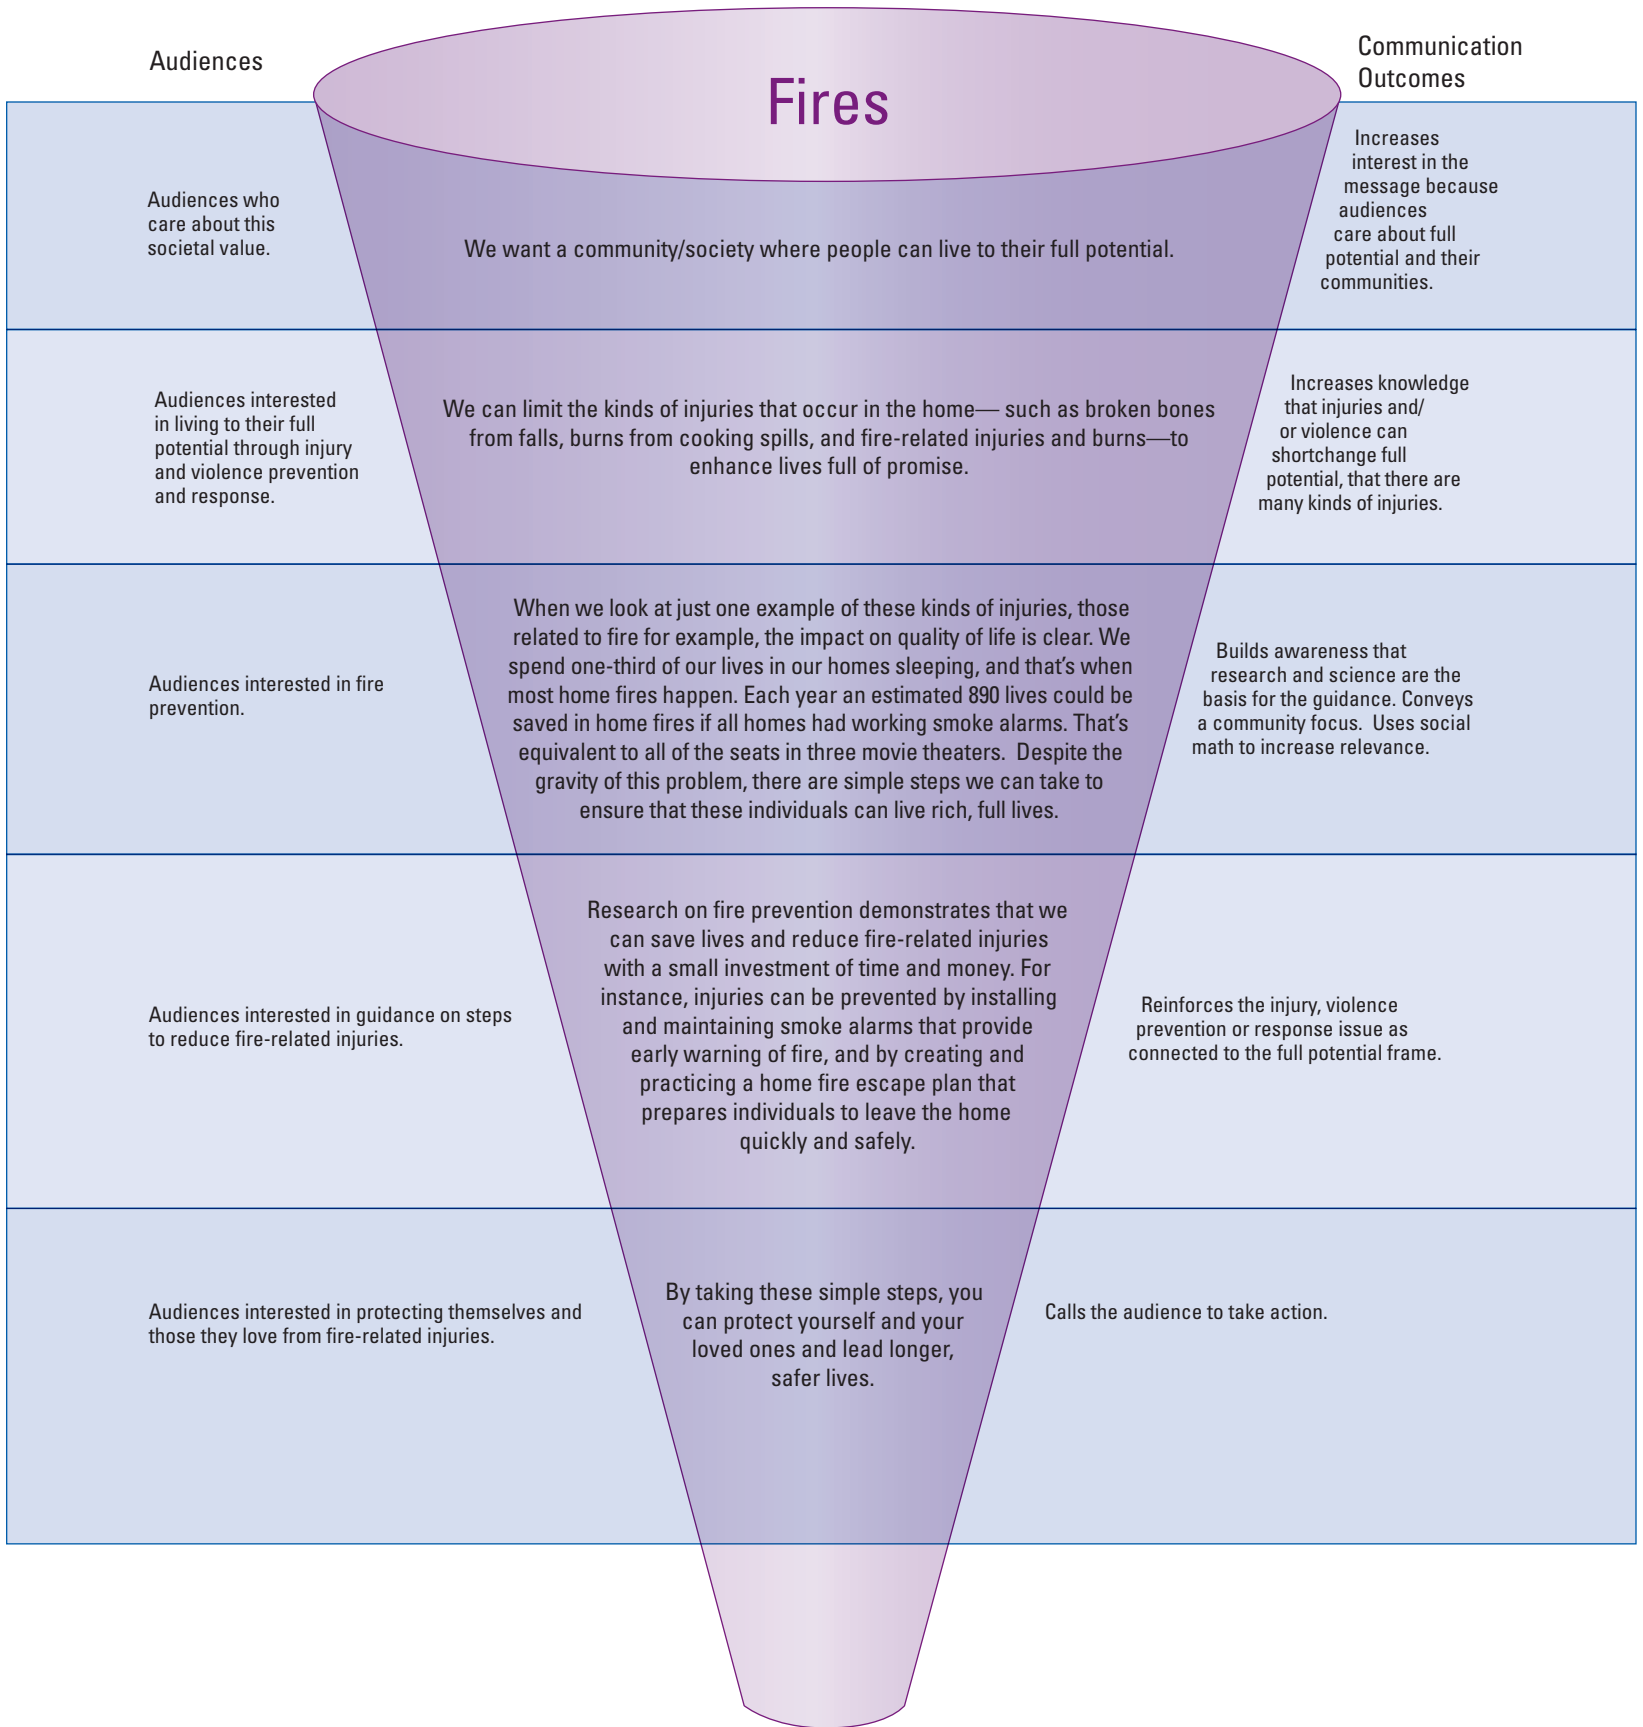 Audiences
Fires
Communication
Outcomes
Audiences who
care about this
societal value.
We want a community/society where people can live to their full potential.
Increases
interest in the
message because
audiences
care about full
potential and their
communities.
Audiences interested
in living to their full
potential through injury
and violence prevention
and response.
We can limit the kinds of injuries that occur in the home— such as broken bones
from falls, burns from cooking spills, and fire-related injuries and burns—to
enhance lives full of promise.
Increases knowledge
that injuries and/
or violence can
shortchange full
potential, that there are
many kinds of injuries.
Audiences interested in fire
prevention.
When we look at just one example of these kinds of injuries, those
related to fire for example, the impact on quality of life is clear. We
spend one-third of our lives in our homes sleeping, and that’s when
most home fires happen. Each year an estimated 890 lives could be
saved in home fires if all homes had working smoke alarms. That’s
equivalent to all of the seats in three movie theaters.  Despite the
gravity of this problem, there are simple steps we can take to
ensure that these individuals can live rich, full lives.
Builds awareness that
research and science are the
basis for the guidance. Conveys
a community focus.  Uses social
math to increase relevance.
Audiences interested in guidance on steps
to reduce fire-related injuries.
Research on fire prevention demonstrates that we
can save lives and reduce fire-related injuries
with a small investment of time and money. For
instance, injuries can be prevented by installing
and maintaining smoke alarms that provide
early warning of fire, and by creating and
practicing a home fire escape plan that
prepares individuals to leave the home
quickly and safely.
Reinforces the injury, violence
prevention or response issue as
connected to the full potential frame.
Audiences interested in protecting themselves and
those they love from fire-related injuries.
By taking these simple steps, you
can protect yourself and your
loved ones and lead longer,
safer lives.
Calls the audience to take action.